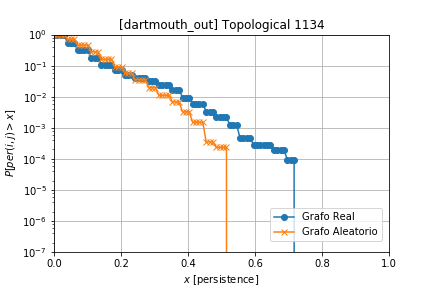 [dartmouth_out] Topological 1134
P[per(i,j) > x]
10^0
10^-1
10^-2
10^-3
10^-4
10^-5
10^-6
10^-7
0.0 0.2 0.4 0.6 0.8 1.0
x [persistence]
Grafo Real
Grafo Aleatorio